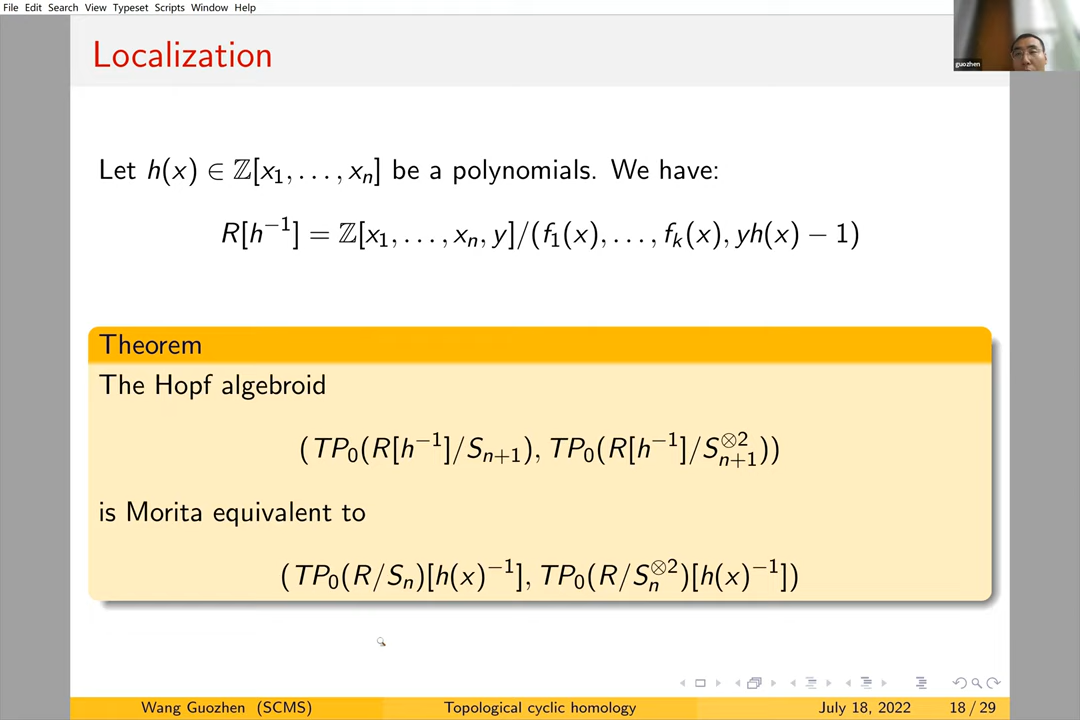 File Edit Search View Typeset Scripts Window Help
Localization
guozhen
Let h(x) ∈ ℤ[x₁, . . . , xₙ] be a polynomials. We have:
R[h⁻¹] = ℤ[x₁, . . . , xₙ, y]/(f₁(x), . . . , fₖ(x), yh(x) − 1)
Theorem
The Hopf algebroid
(TP₀(R[h⁻¹]/Sₙ₊₁), TP₀(R[h⁻¹]/S^{⊗2}_{n+1}))
is Morita equivalent to
(TP₀(R/Sₙ)[h(x)⁻¹], TP₀(R/S^{⊗2}_n)[h(x)⁻¹])
Wang Guozhen (SCMS) Topological cyclic homology July 18, 2022 18 / 29